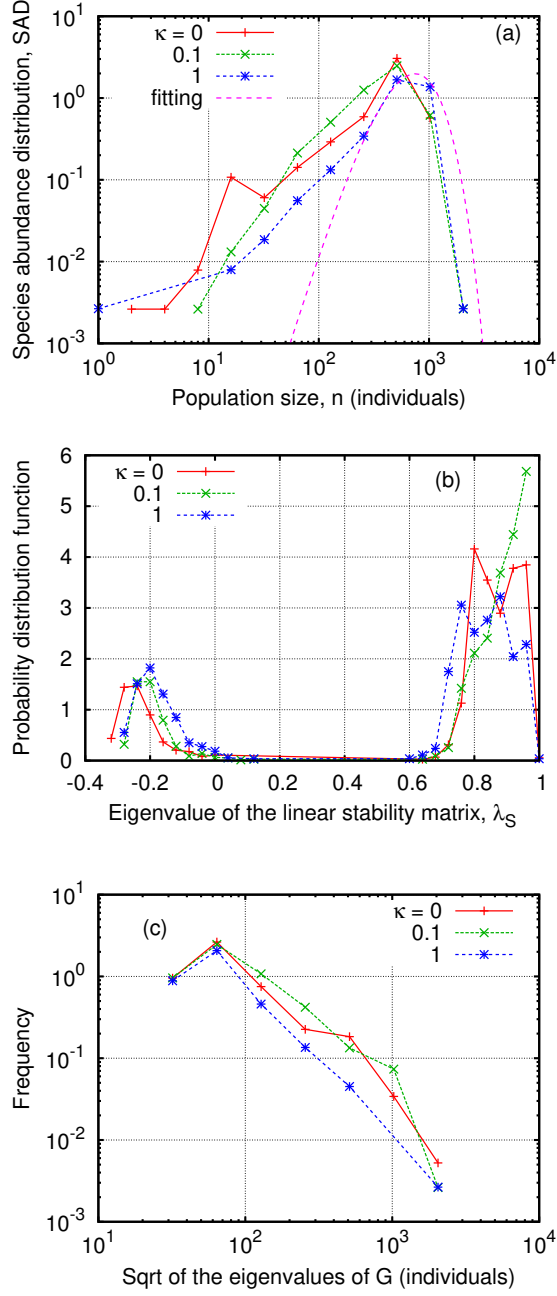 (a)
κ = 0
0.1
1
fitting
Species abundance distribution, SAD
10^1
10^0
10^-1
10^-2
10^-3
10^0 10^1 10^2 10^3 10^4
Population size, n (individuals)
(b)
κ = 0
0.1
1
Probability distribution function
6
5
4
3
2
1
0
-0.4 -0.2 0 0.2 0.4 0.6 0.8 1
Eigenvalue of the linear stability matrix, λ_S
(c)
κ = 0
0.1
1
Frequency
10^1
10^0
10^-1
10^-2
10^-3
10^1 10^2 10^3 10^4
Sqrt of the eigenvalues of G (individuals)